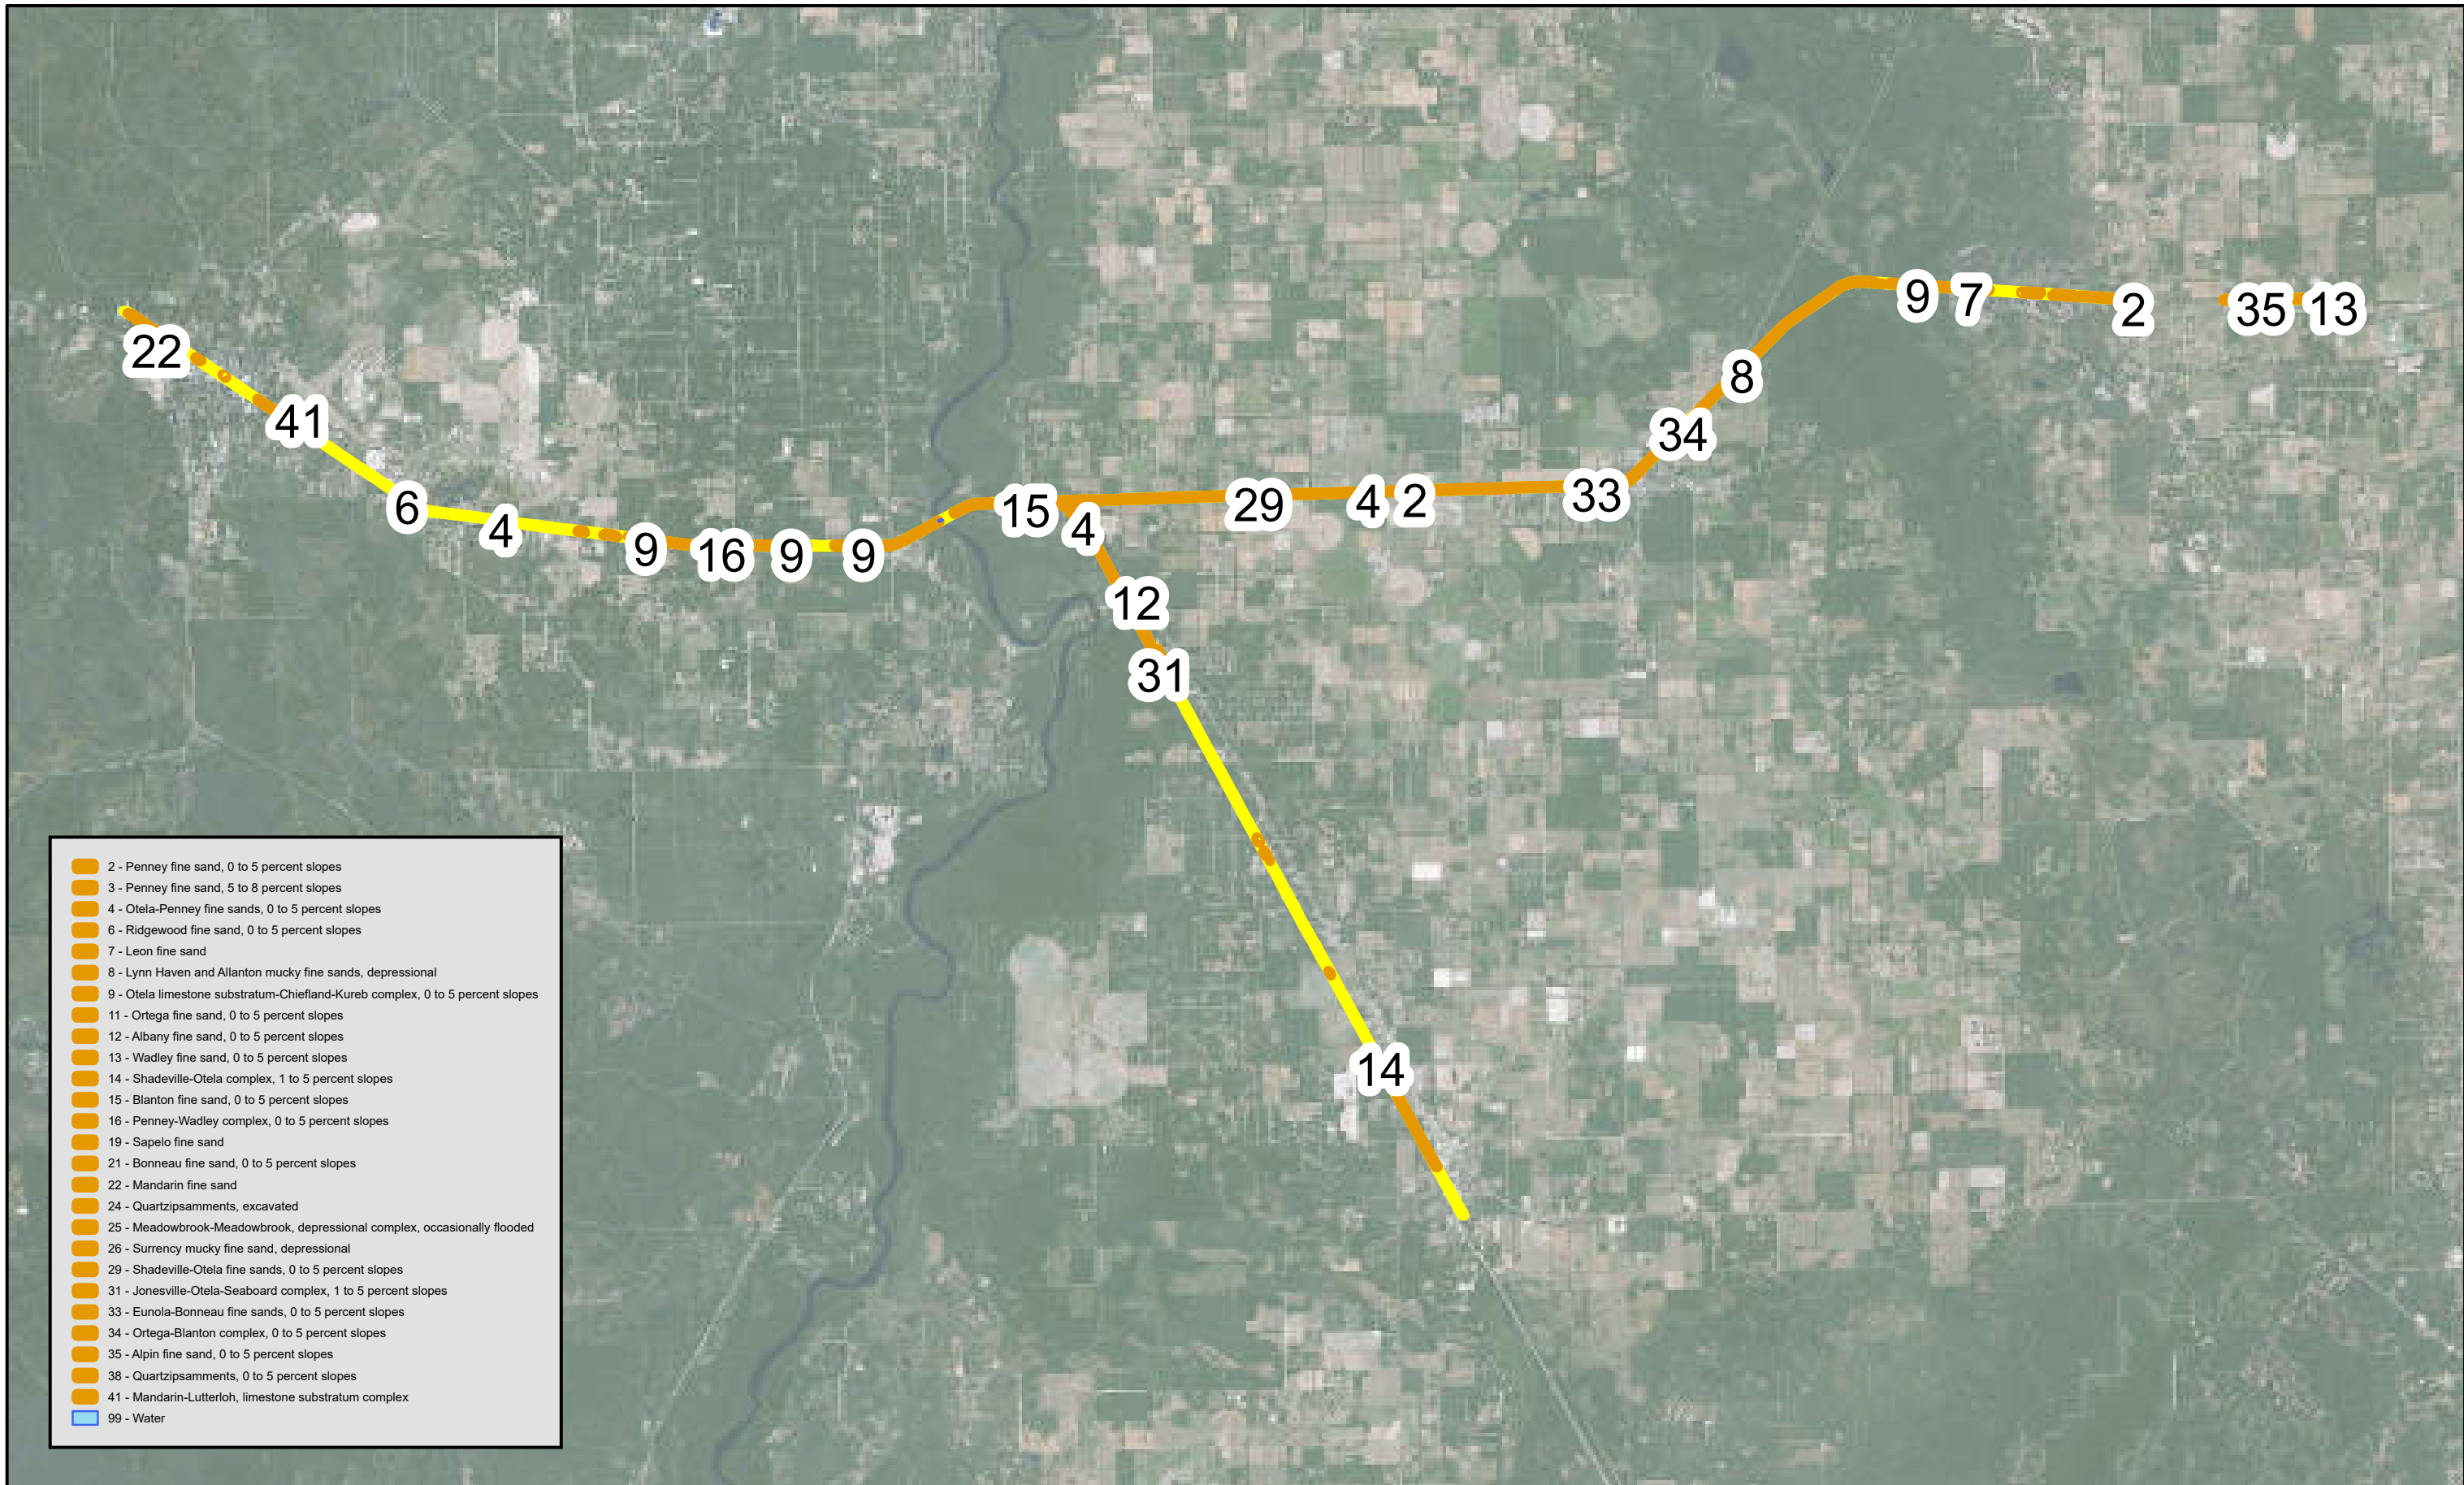 9
7
2
35
13
22
8
41
34
6
4
9
16
9
9
15
4
29
4
2
33
12
31
14
2 - Penney fine sand, 0 to 5 percent slopes
3 - Penney fine sand, 5 to 8 percent slopes
4 - Otela-Penney fine sands, 0 to 5 percent slopes
6 - Ridgewood fine sand, 0 to 5 percent slopes
7 - Leon fine sand
8 - Lynn Haven and Allanton mucky fine sands, depressional
9 - Otela limestone substratum-Chiefland-Kureb complex, 0 to 5 percent slopes
11 - Ortega fine sand, 0 to 5 percent slopes
12 - Albany fine sand, 0 to 5 percent slopes
13 - Wadley fine sand, 0 to 5 percent slopes
14 - Shadeville-Otela complex, 1 to 5 percent slopes
15 - Blanton fine sand, 0 to 5 percent slopes
16 - Penney-Wadley complex, 0 to 5 percent slopes
19 - Sapelo fine sand
21 - Bonneau fine sand, 0 to 5 percent slopes
22 - Mandarin fine sand
24 - Quartzipsamments, excavated
25 - Meadowbrook-Meadowbrook, depressional complex, occasionally flooded
26 - Surrency mucky fine sand, depressional
29 - Shadeville-Otela fine sands, 0 to 5 percent slopes
31 - Jonesville-Otela-Seaboard complex, 1 to 5 percent slopes
33 - Eunola-Bonneau fine sands, 0 to 5 percent slopes
34 - Ortega-Blanton complex, 0 to 5 percent slopes
35 - Alpin fine sand, 0 to 5 percent slopes
38 - Quartzipsamments, 0 to 5 percent slopes
41 - Mandarin-Lutterloh, limestone substratum complex
99 - Water